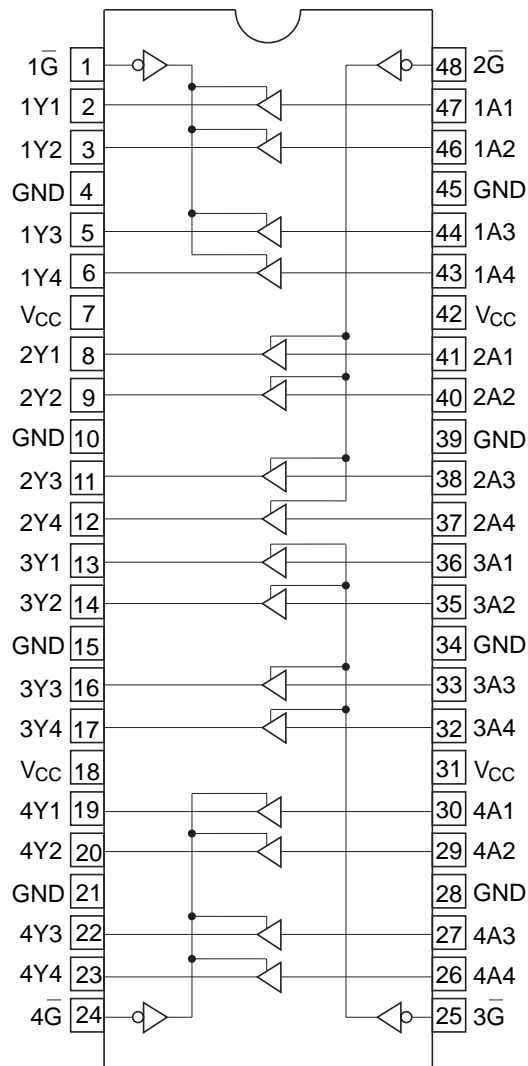 1G̅ 1 48 2G̅
1Y1 2 47 1A1
1Y2 3 46 1A2
GND 4 45 GND
1Y3 5 44 1A3
1Y4 6 43 1A4
VCC 7 42 VCC
2Y1 8 41 2A1
2Y2 9 40 2A2
GND 10 39 GND
2Y3 11 38 2A3
2Y4 12 37 2A4
3Y1 13 36 3A1
3Y2 14 35 3A2
GND 15 34 GND
3Y3 16 33 3A3
3Y4 17 32 3A4
VCC 18 31 VCC
4Y1 19 30 4A1
4Y2 20 29 4A2
GND 21 28 GND
4Y3 22 27 4A3
4Y4 23 26 4A4
4G̅ 24 25 3G̅